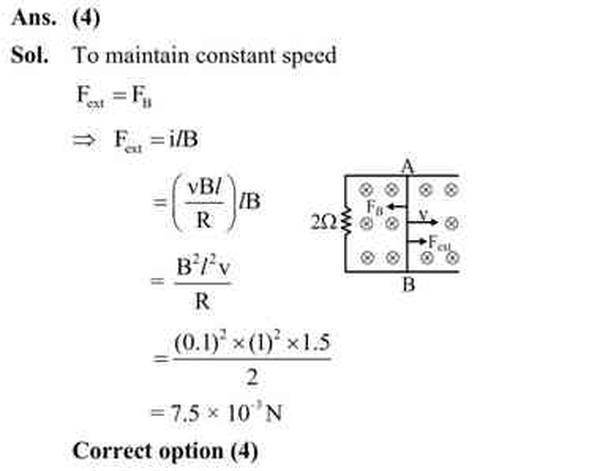 Ans. (4)
Sol. To maintain constant speed
F_ext = F_B
⇒ F_ext = ilB
= (vBl / R) lB
= B²l²v / R
= (0.1)² × (1)² × 1.5 / 2
= 7.5 × 10⁻³ N
Correct option (4)
A
F_B
v
2Ω
F_ext
B